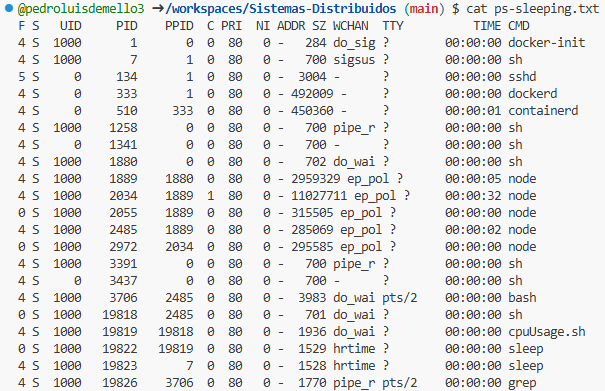 @pedroluisdemello3 ➜/workspaces/Sistemas-Distribuidos (main) $ cat ps-sleeping.txt
F S   UID     PID    PPID  C PRI  NI ADDR SZ WCHAN  TTY          TIME CMD
4 S  1000       1       0  0  80   0 -   284 do_sig ?        00:00:00 docker-init
4 S  1000       7       1  0  80   0 -   700 sigsus ?        00:00:00 sh
5 S     0     134       1  0  80   0 -  3004 -      ?        00:00:00 sshd
4 S     0     333       1  0  80   0 - 492009 -     ?        00:00:00 dockerd
4 S     0     510     333  0  80   0 - 450360 -     ?        00:00:01 containerd
4 S  1000    1258       0  0  80   0 -   700 pipe_r ?        00:00:00 sh
4 S     0    1341       0  0  80   0 -   700 -      ?        00:00:00 sh
4 S  1000    1880       0  0  80   0 -   702 do_wai ?        00:00:00 sh
4 S  1000    1889    1880  0  80   0 - 2959329 ep_pol ?      00:00:05 node
4 S  1000    2034    1889  1  80   0 - 11027711 ep_pol ?     00:00:32 node
0 S  1000    2055    1889  0  80   0 - 315505 ep_pol ?       00:00:00 node
4 S  1000    2485    1889  0  80   0 - 285069 ep_pol ?       00:00:02 node
0 S  1000    2972    2034  0  80   0 - 295585 ep_pol ?       00:00:00 node
4 S  1000    3391       0  0  80   0 -   700 pipe_r ?        00:00:00 sh
4 S     0    3437       0  0  80   0 -   700 -      ?        00:00:00 sh
4 S  1000    3706    2485  0  80   0 -  3983 do_wai pts/2    00:00:00 bash
0 S  1000   19818    2485  0  80   0 -   701 do_wai ?        00:00:00 sh
4 S  1000   19819   19818  0  80   0 -  1936 do_wai ?        00:00:00 cpuUsage.sh
0 S  1000   19822   19819  0  80   0 -  1529 hrtime ?        00:00:00 sleep
4 S  1000   19823       7  0  80   0 -  1528 hrtime ?        00:00:00 sleep
4 S  1000   19826    3706  0  80   0 -  1770 pipe_r pts/2    00:00:00 grep